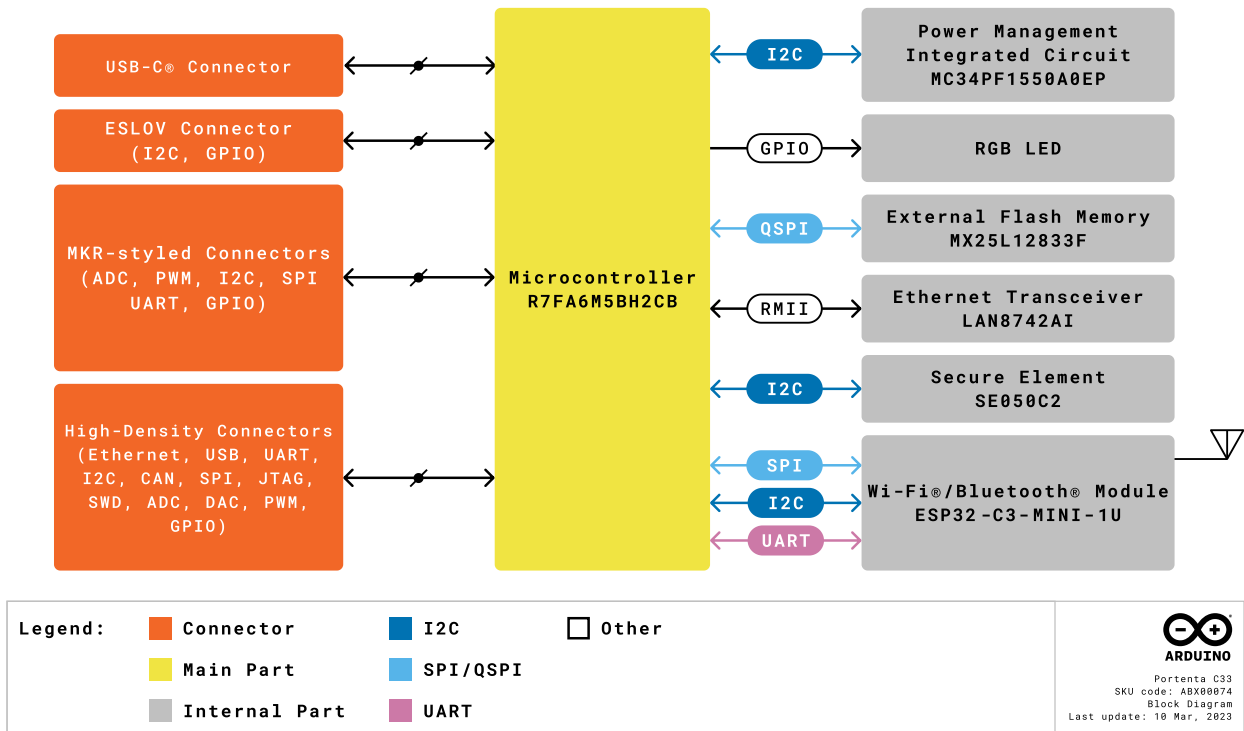 USB-C® Connector
ESLOV Connector
(I2C, GPIO)
MKR-styled Connectors
(ADC, PWM, I2C, SPI
UART, GPIO)
High-Density Connectors
(Ethernet, USB, UART,
I2C, CAN, SPI, JTAG,
SWD, ADC, DAC, PWM,
GPIO)
Microcontroller
R7FA6M5BH2CB
I2C
GPIO
QSPI
RMII
I2C
SPI
I2C
UART
Power Management
Integrated Circuit
MC34PF1550A0EP
RGB LED
External Flash Memory
MX25L12833F
Ethernet Transceiver
LAN8742AI
Secure Element
SE050C2
Wi-Fi®/Bluetooth® Module
ESP32-C3-MINI-1U
Legend:
Connector
Main Part
Internal Part
I2C
SPI/QSPI
UART
Other
ARDUINO
Portenta C33
SKU code: ABX00074
Block Diagram
Last update: 10 Mar, 2023